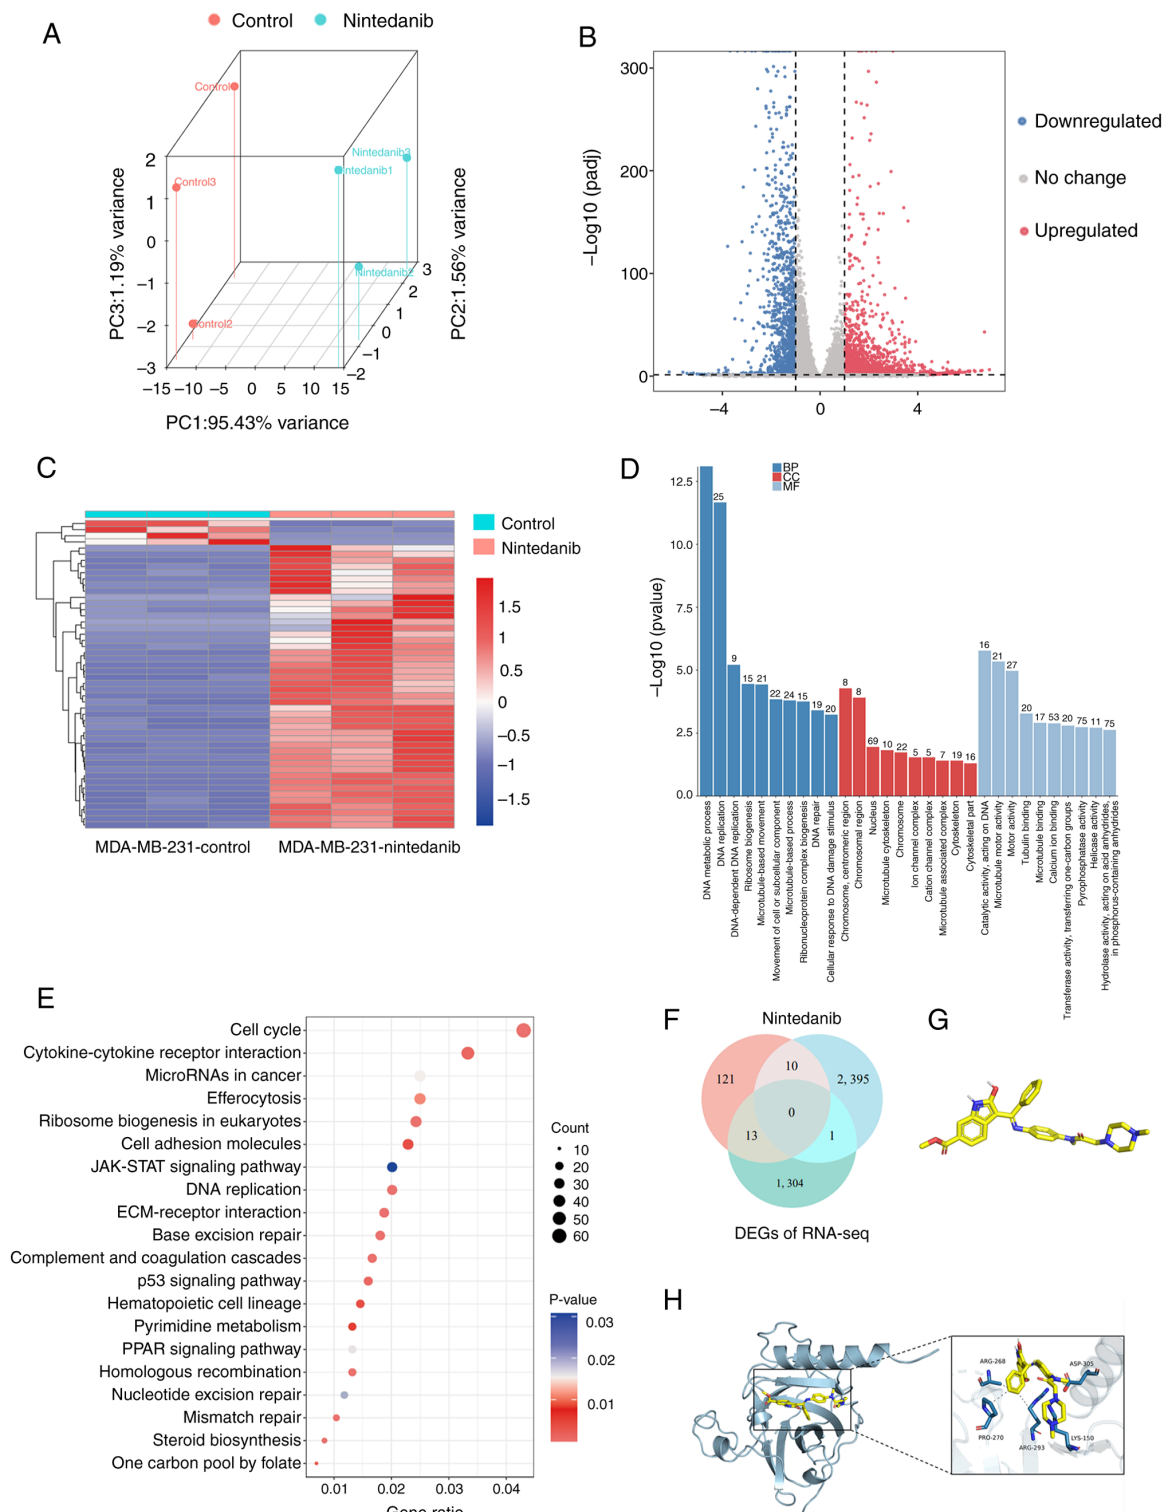 Control
Nintedanib
A
Control
Nintedanib3
Nintedanib1
Control3
Nintedanib2
Control2
PC3:1.19% variance
2
1
0
−1
−2
−3
−15
−10
−5
0
5
10
15
PC1:95.43% variance
−2
−1
0
1
2
3
PC2:1.56% variance
B
−Log10 (padj)
300
200
100
0
−4
0
4
Downregulated
No change
Upregulated
C
Control
Nintedanib
1.5
1
0.5
0
−0.5
−1
−1.5
MDA-MB-231-control
MDA-MB-231-nintedanib
D
BP
CC
MF
−Log10 (pvalue)
12.5
10.0
7.5
5.0
2.5
0.0
25
9
15
21
22
24
15
19
20
8
8
69
10
22
5
5
7
19
16
16
21
27
20
17
53
20
75
11
75
DNA metabolic process
DNA replication
DNA-dependent DNA replication
Ribosome biogenesis
Microtubule-based movement
Movement of cell or subcellular component
Microtubule-based process
Ribonucleoprotein complex biogenesis
DNA repair
Cellular response to DNA damage stimulus
Chromosome, centromeric region
Chromosomal region
Nucleus
Microtubule cytoskeleton
Chromosome
Ion channel complex
Cation channel complex
Microtubule associated complex
Cytoskeleton
Cytoskeletal part
Catalytic activity, acting on DNA
Microtubule motor activity
Motor activity
Tubulin binding
Microtubule binding
Calcium ion binding
Transferase activity, transferring one-carbon groups
Pyrophosphatase activity
Helicase activity
Hydrolase activity, acting on acid anhydrides,
in phosphorus-containing anhydrides
E
Cell cycle
Cytokine-cytokine receptor interaction
MicroRNAs in cancer
Efferocytosis
Ribosome biogenesis in eukaryotes
Cell adhesion molecules
JAK-STAT signaling pathway
DNA replication
ECM-receptor interaction
Base excision repair
Complement and coagulation cascades
p53 signaling pathway
Hematopoietic cell lineage
Pyrimidine metabolism
PPAR signaling pathway
Homologous recombination
Nucleotide excision repair
Mismatch repair
Steroid biosynthesis
One carbon pool by folate
0.01
0.02
0.03
0.04
Gene ratio
Count
10
20
30
40
50
60
P-value
0.03
0.02
0.01
F
Nintedanib
121
10
2, 395
0
13
1
1, 304
DEGs of RNA-seq
G
H
ARG-268
ASP-305
PRO-270
ARG-293
LYS-150